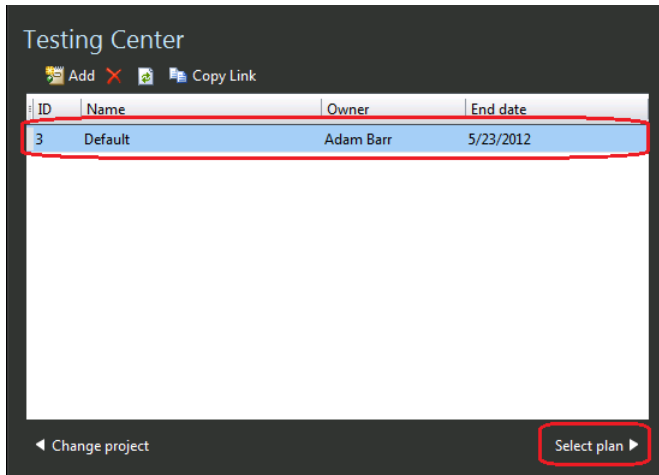 Testing Center
Add Copy Link
ID Name Owner End date
3 Default Adam Barr 5/23/2012
Change project Select plan